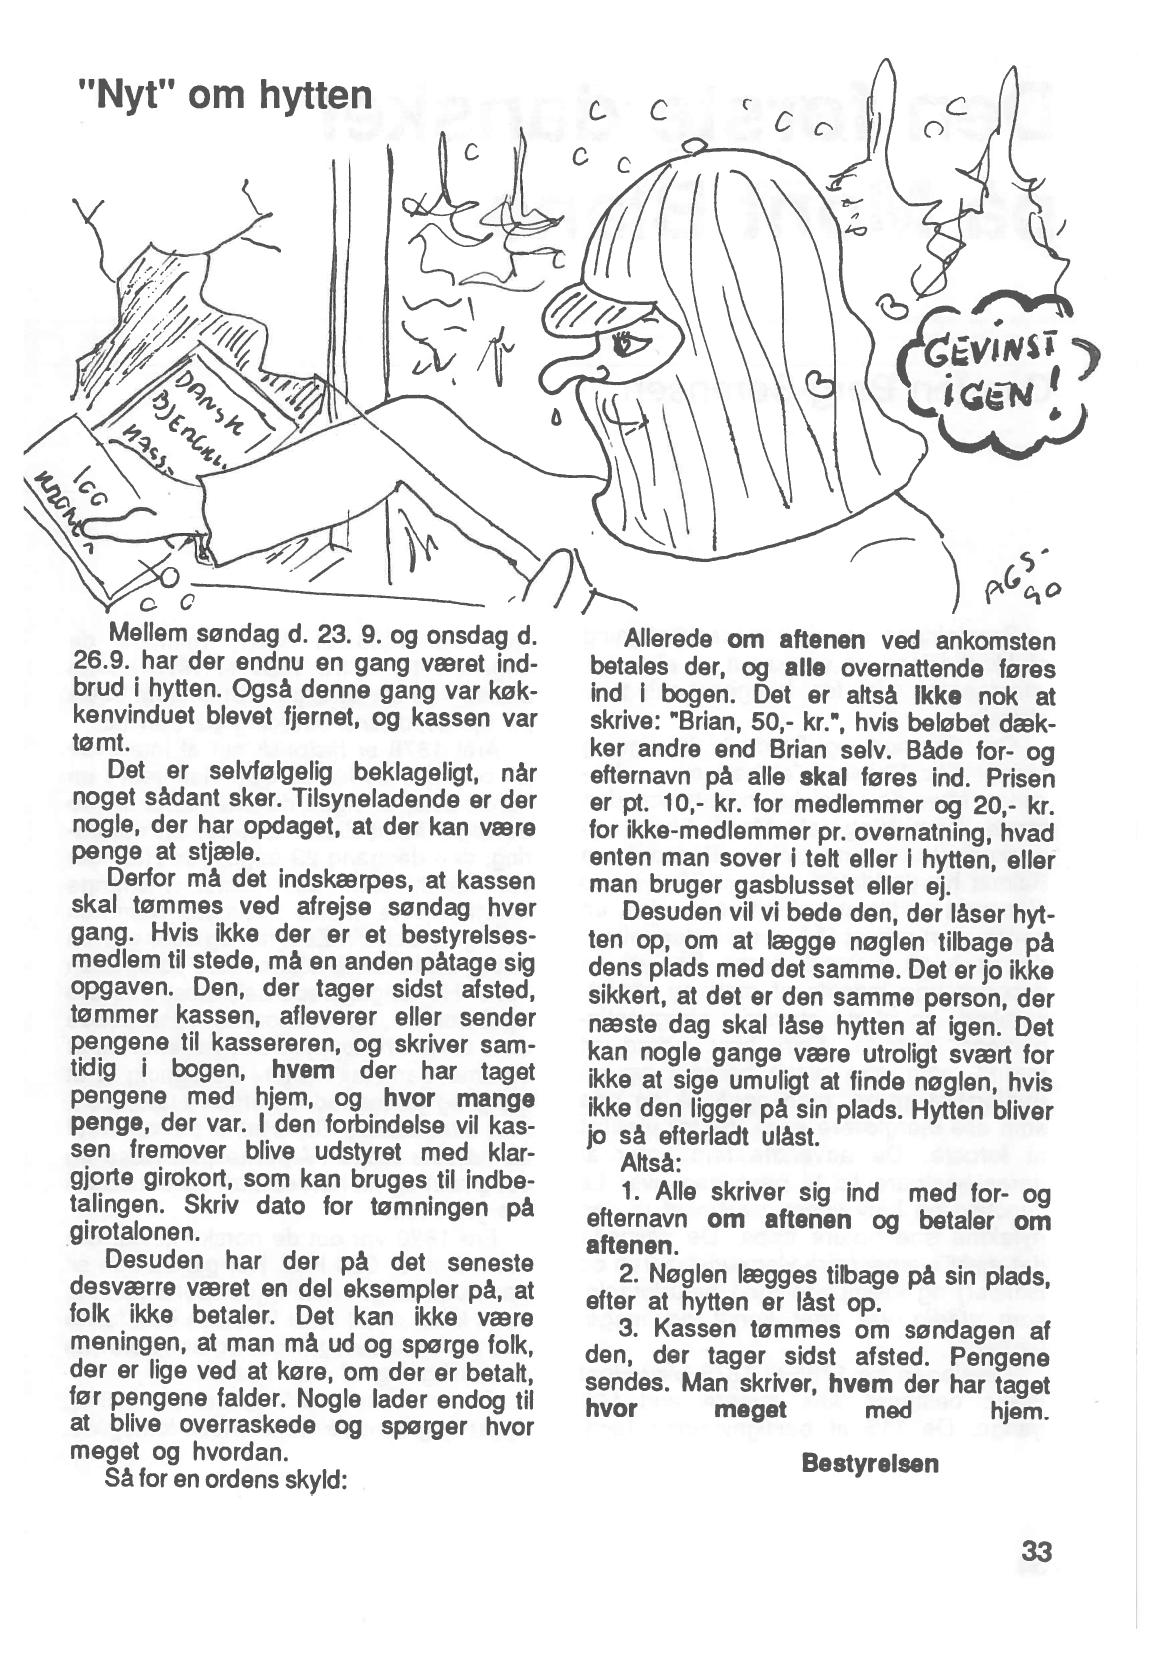 "Nyt" om hytten
GEVINST
IGEN!
DANSK
BJERGKL.
100
AGS-
90
Mellem søndag d. 23. 9. og onsdag d.
26.9. har der endnu en gang været ind-
brud i hytten. Også denne gang var køk-
kenvinduet blevet fjernet, og kassen var
tømt.
Det er selvfølgelig beklageligt, når
noget sådant sker. Tilsyneladende er der
nogle, der har opdaget, at der kan være
penge at stjæle.
Derfor må det indskærpes, at kassen
skal tømmes ved afrejse søndag hver
gang. Hvis ikke der er et bestyrelses-
medlem til stede, må en anden påtage sig
opgaven. Den, der tager sidst afsted,
tømmer kassen, afleverer eller sender
pengene til kassereren, og skriver sam-
tidig i bogen, hvem der har taget
pengene med hjem, og hvor mange
penge, der var. I den forbindelse vil kas-
sen fremover blive udstyret med klar-
gjorte girokort, som kan bruges til indbe-
talingen. Skriv dato for tømningen på
girotalonen.
Desuden har der på det seneste
desværre været en del eksempler på, at
folk ikke betaler. Det kan ikke være
meningen, at man må ud og spørge folk,
der er lige ved at køre, om der er betalt,
før pengene falder. Nogle lader endog til
at blive overraskede og spørger hvor
meget og hvordan.
Så for en ordens skyld:
Allerede om aftenen ved ankomsten
betales der, og alle overnattende føres
ind i bogen. Det er altså ikke nok at
skrive: "Brian, 50,- kr.", hvis beløbet dæk-
ker andre end Brian selv. Både for- og
efternavn på alle skal føres ind. Prisen
er pt. 10,- kr. for medlemmer og 20,- kr.
for ikke-medlemmer pr. overnatning, hvad
enten man sover i telt eller i hytten, eller
man bruger gasblusset eller ej.
Desuden vil vi bede den, der låser hyt-
ten op, om at lægge nøglen tilbage på
dens plads med det samme. Det er jo ikke
sikkert, at det er den samme person, der
næste dag skal låse hytten af igen. Det
kan nogle gange være utroligt svært for
ikke at sige umuligt at finde nøglen, hvis
ikke den ligger på sin plads. Hytten bliver
jo så efterladt ulåst.
Altså:
1. Alle skriver sig ind med for- og
efternavn om aftenen og betaler om
aftenen.
2. Nøglen lægges tilbage på sin plads,
efter at hytten er låst op.
3. Kassen tømmes om søndagen af
den, der tager sidst afsted. Pengene
sendes. Man skriver, hvem der har taget
hvor meget med hjem.
Bestyrelsen
33